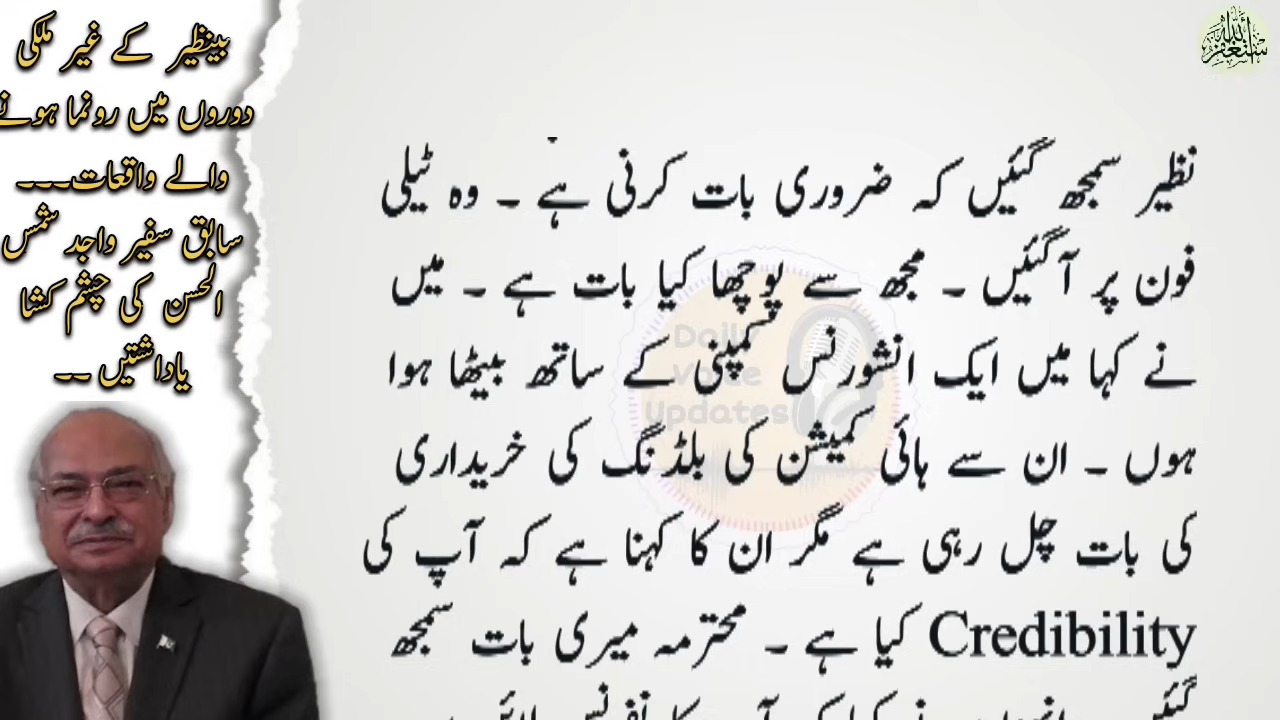 بینظیر کے غیر ملکی
دوروں میں رونما ہونے
والے واقعات۔۔۔
سابق سفیر واجد شمس
الحسن کی چشم کشا
یاداشتیں ۔۔
نظیر سمجھ گئیں کہ ضروری بات کرنی ہے ۔ وہ ٹیلی
فون پر آگئیں ۔ مجھ سے پوچھا کیا بات ہے ۔ میں
نے کہا میں ایک انشورنس کمپنی کے ساتھ بیٹھا ہوا
ہوں ۔ ان سے ہائی کمیشن کی بلڈنگ کی خریداری
کی بات چل رہی ہے مگر ان کا کہنا ہے کہ آپ کی
Credibility کیا ہے ۔ محترمہ میری بات سمجھ
Daily
Voice
Updates